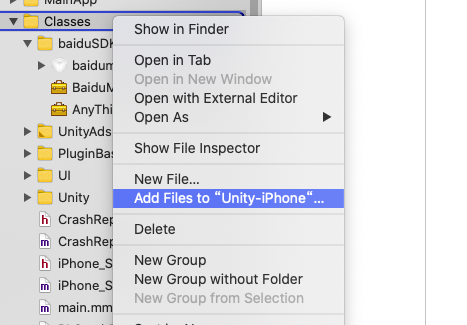 MainApp
Classes
Show in Finder
baiduSD
baidum
Open in Tab
Open in New Window
BaiduM
Open with External Editor
AnyThi
Open As
UnityAds
PluginBas
Show File Inspector
UI
New File...
Unity
Add Files to “Unity-iPhone“...
CrashRep
Delete
CrashRep
iPhone_S
New Group
iPhone_S
New Group without Folder
main.mm
New Group from Selection